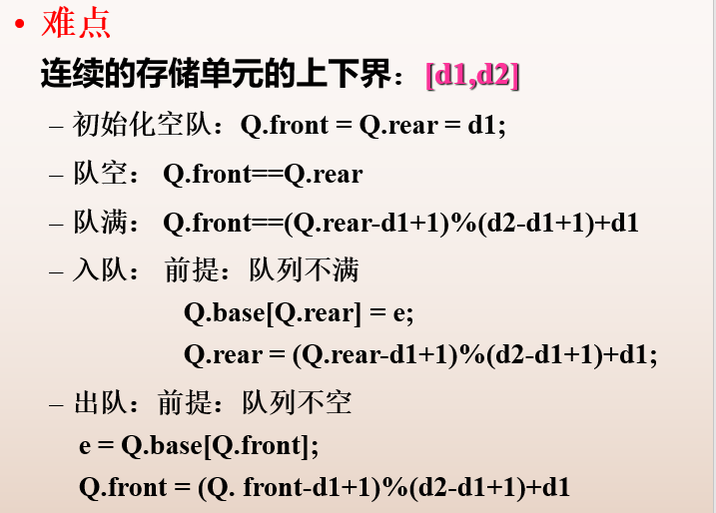 • 难点
连续的存储单元的上下界：[d1,d2]
– 初始化空队：Q.front = Q.rear = d1;
– 队空： Q.front==Q.rear
– 队满： Q.front==(Q.rear-d1+1)%(d2-d1+1)+d1
– 入队： 前提：队列不满
Q.base[Q.rear] = e;
Q.rear = (Q.rear-d1+1)%(d2-d1+1)+d1;
– 出队：前提：队列不空
e = Q.base[Q.front];
Q.front = (Q. front-d1+1)%(d2-d1+1)+d1